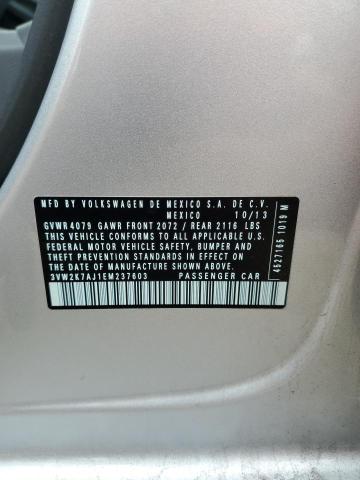 MFD BY VOLKSWAGEN DE MEXICO S.A. DE C.V.
MEXICO 10/13
GVWR 4079 GAWR FRONT 2072 / REAR 2116 LBS
THIS VEHICLE CONFORMS TO ALL APPLICABLE U.S.
FEDERAL MOTOR VEHICLE SAFETY, BUMPER AND
THEFT PREVENTION STANDARDS IN EFFECT ON
THE DATE OF MANUFACTURE SHOWN ABOVE.
3VW2K7AJ1EM237603 PASSENGER CAR
4527165 1019 M